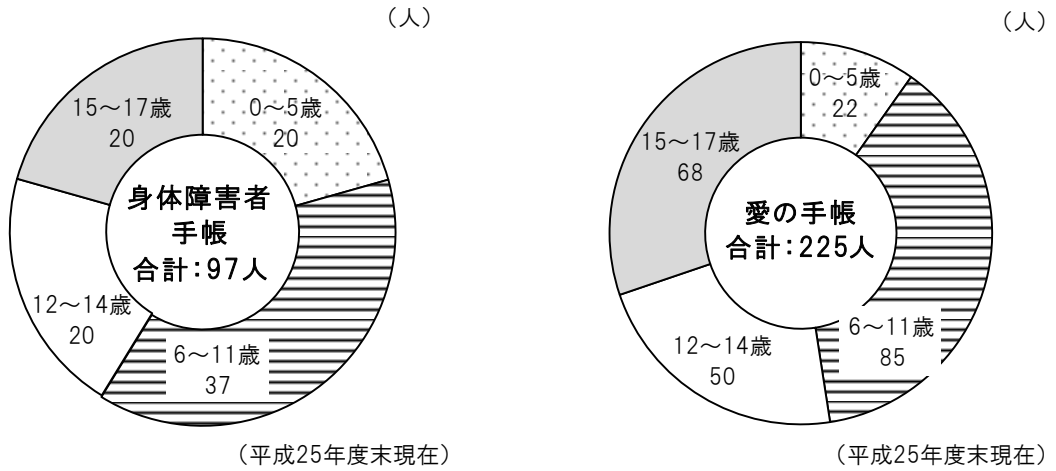 （人）
0～5歳
20
6～11歳
37
12～14歳
20
15～17歳
20
身体障害者
手帳
合計：97人
（平成25年度末現在）
（人）
0～5歳
22
6～11歳
85
12～14歳
50
15～17歳
68
愛の手帳
合計：225人
（平成25年度末現在）